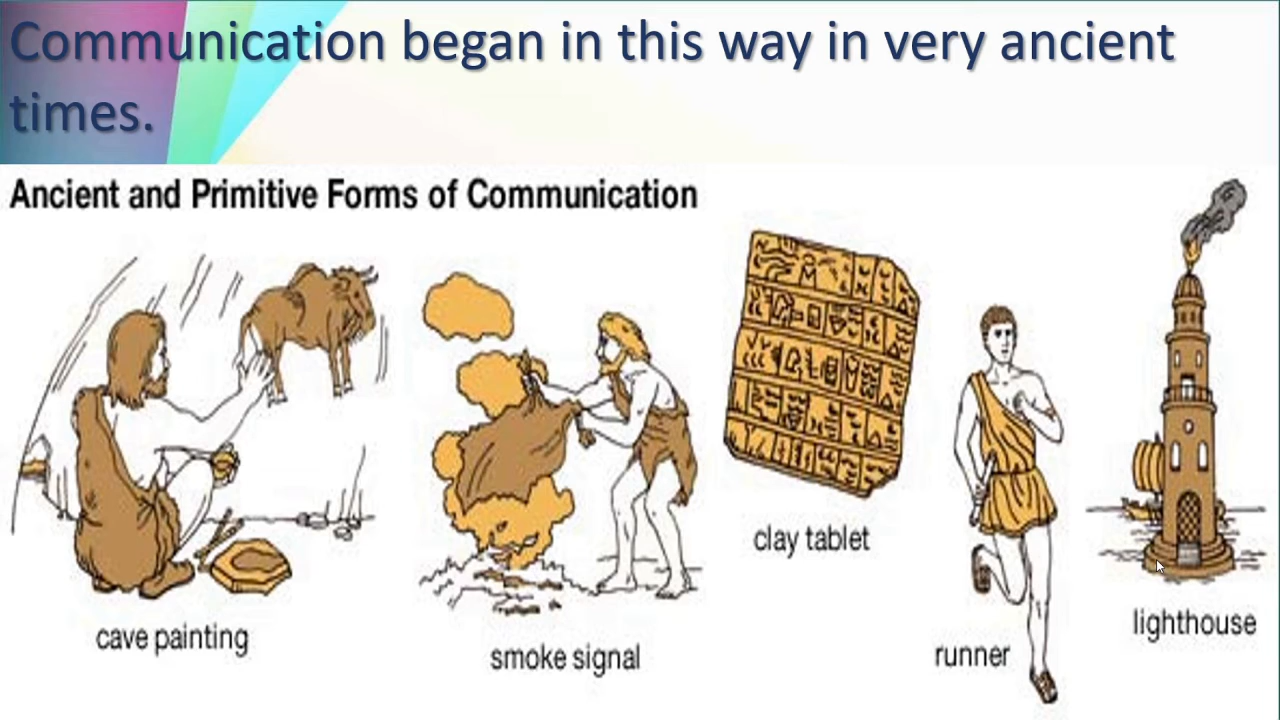 Communication began in this way in very ancient
times.
Ancient and Primitive Forms of Communication
cave painting
smoke signal
clay tablet
runner
lighthouse